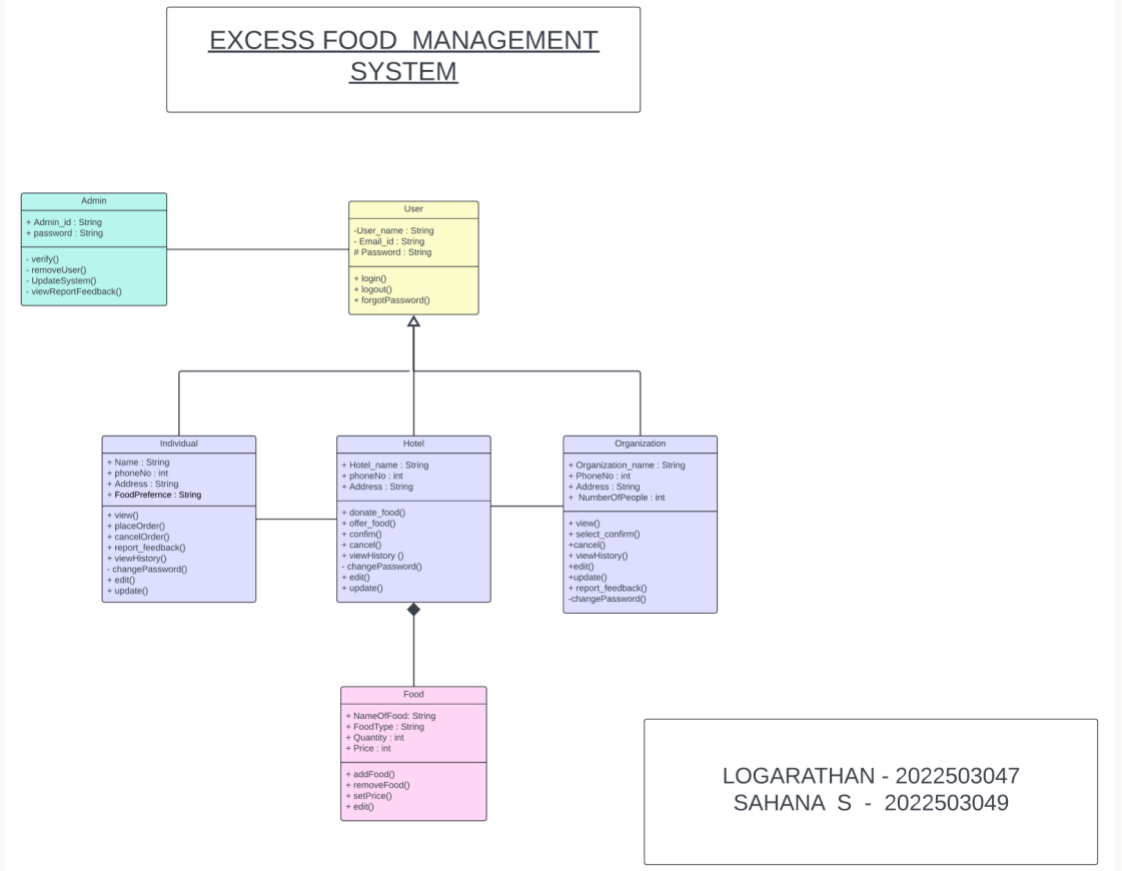 EXCESS FOOD MANAGEMENT
SYSTEM
Admin
+ Admin_id : String
+ password : String
- verify()
- removeUser()
- UpdateSystem()
- viewReportFeedback()
User
-User_name : String
- Email_id : String
# Password : String
+ login()
+ logout()
+ forgotPassword()
Individual
+ Name : String
+ phoneNo : int
+ Address : String
+ FoodPrefernce : String
+ view()
+ placeOrder()
+ cancelOrder()
+ report_feedback()
+ viewHistory()
- changePassword()
+ edit()
+ update()
Hotel
+ Hotel_name : String
+ phoneNo : int
+ Address : String
+ donate_food()
+ offer_food()
+ confim()
+ cancel()
+ viewHistory ()
- changePassword()
+ edit()
+ update()
Organization
+ Organization_name : String
+ PhoneNo : int
+ Address : String
+ NumberOfPeople : int
+ view()
+ select_confirm()
+cancel()
+ viewHistory()
+edit()
+update()
+ report_feedback()
-changePassword()
Food
+ NameOfFood: String
+ FoodType : String
+ Quantity : int
+ Price : int
+ addFood()
+ removeFood()
+ setPrice()
+ edit()
LOGARATHAN - 2022503047
SAHANA S - 2022503049